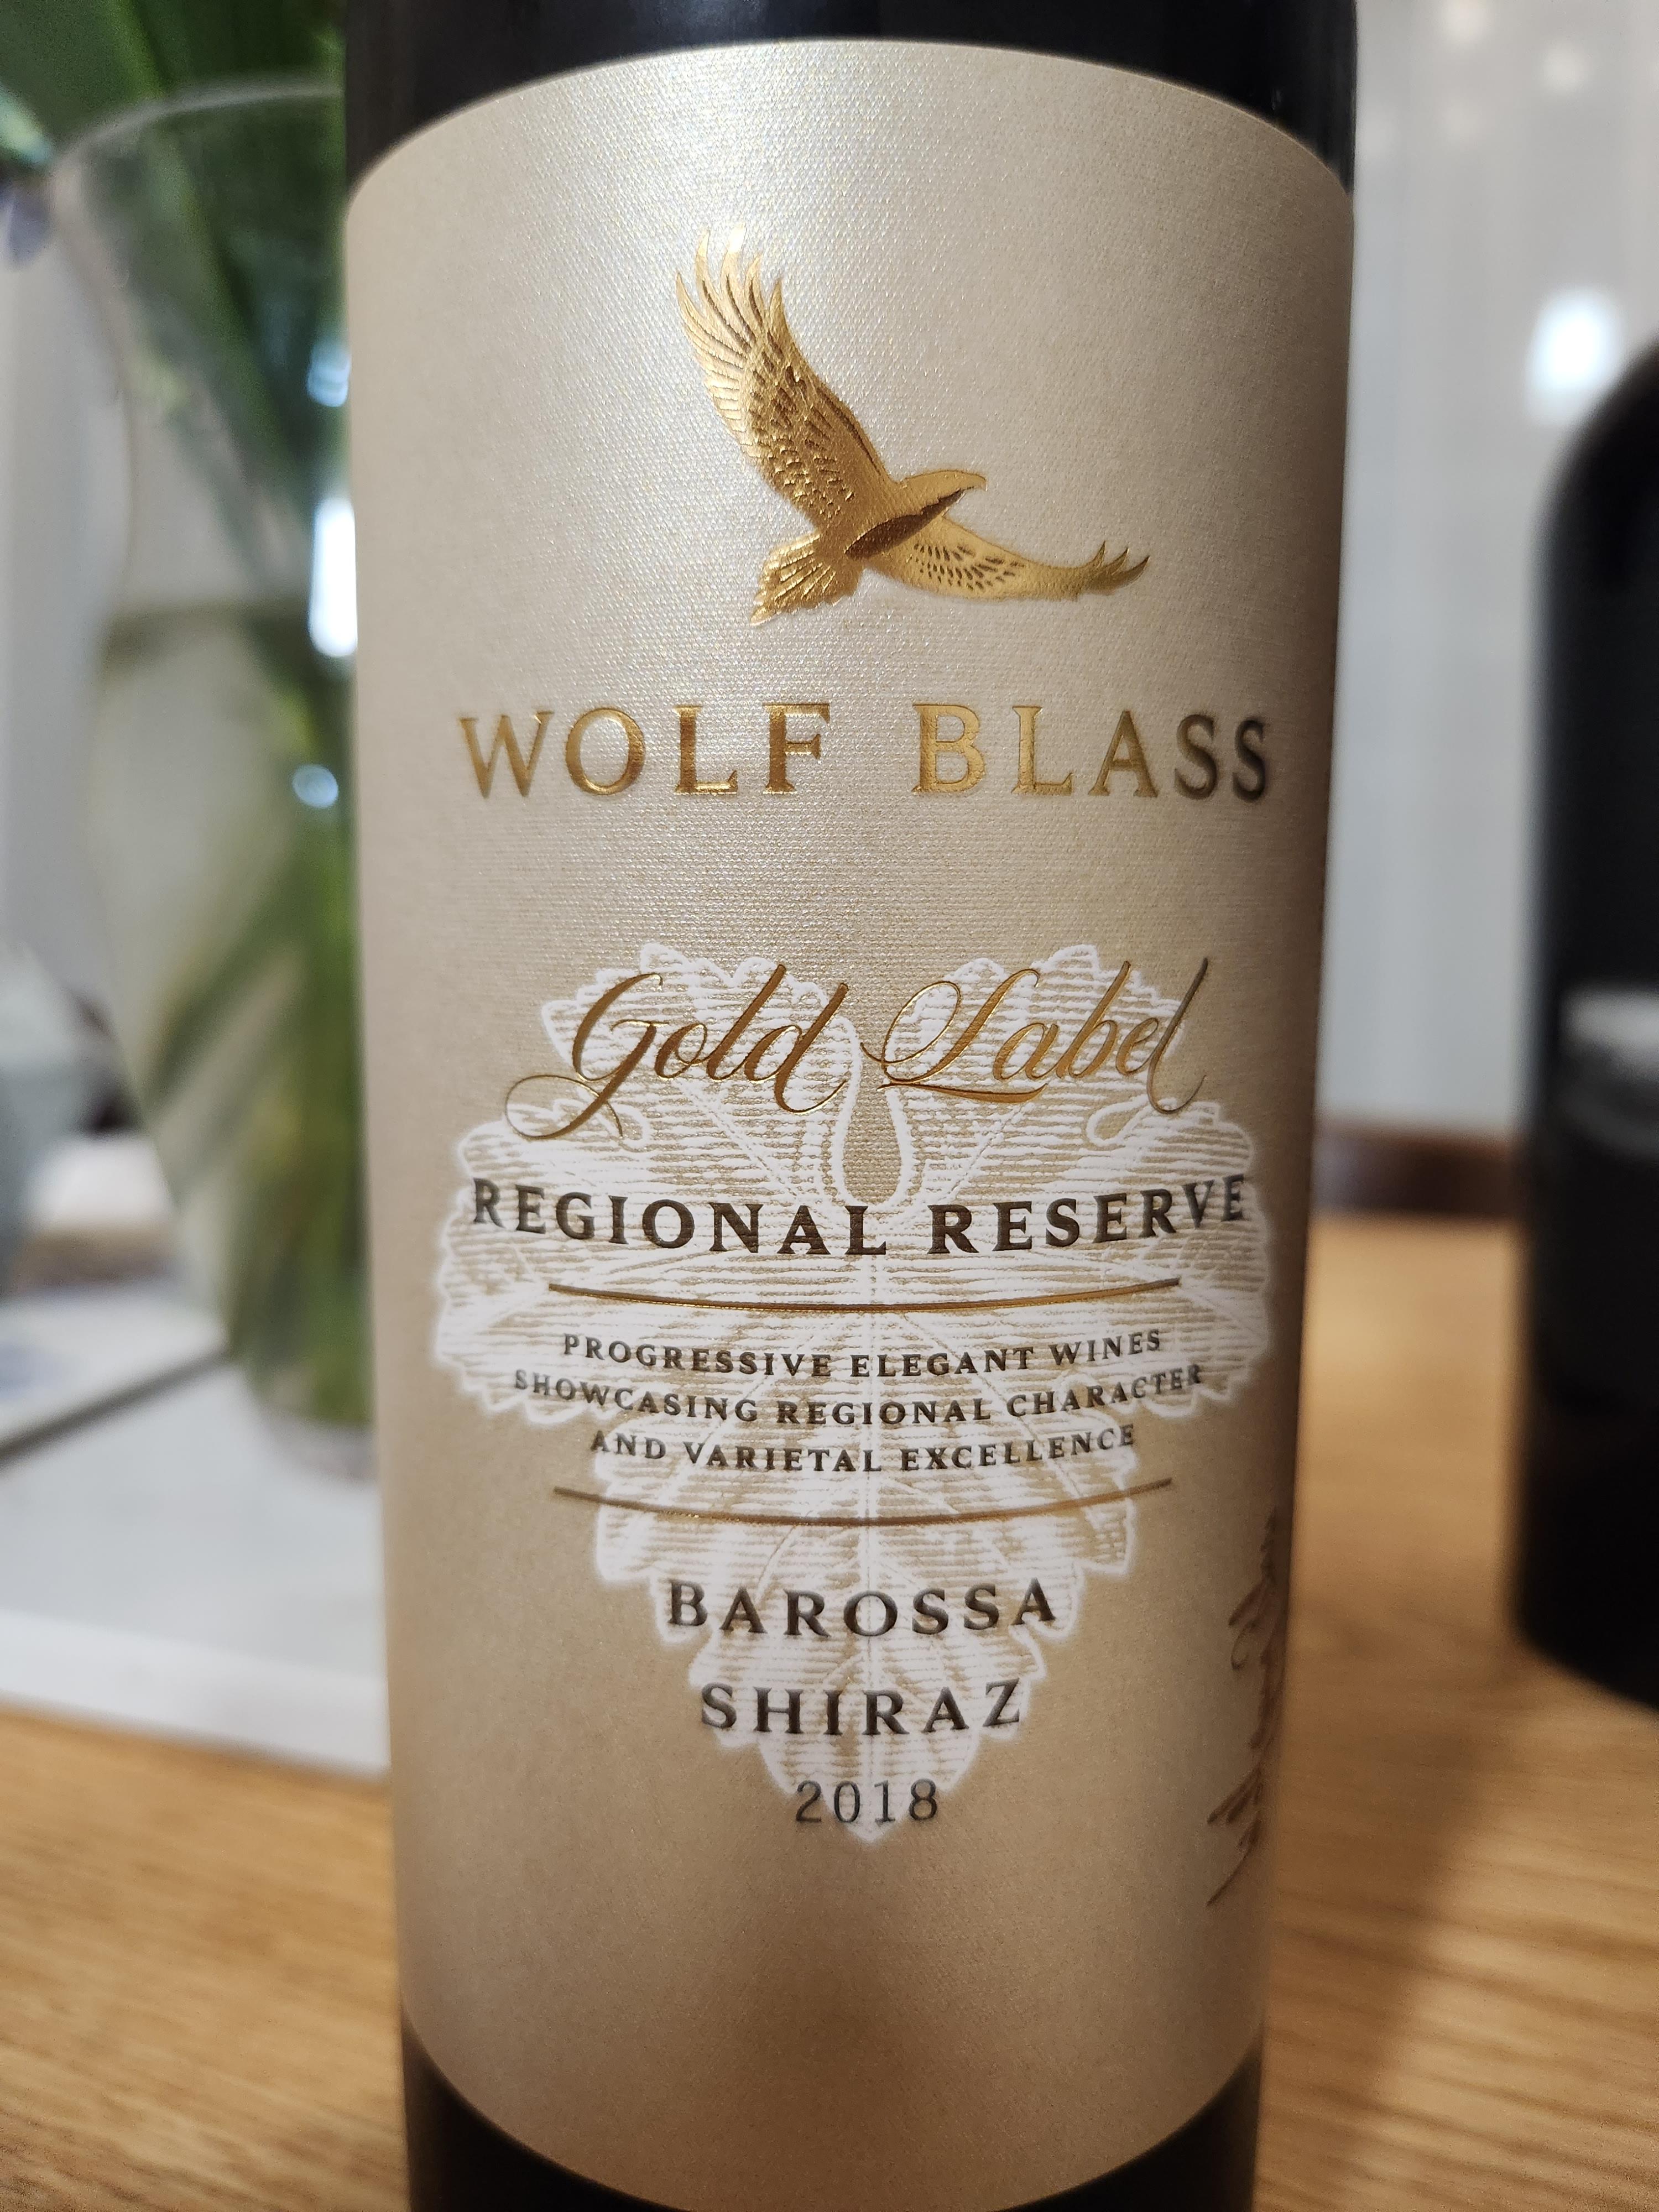 WOLF BLASS
Gold Label
REGIONAL RESERVE
PROGRESSIVE ELEGANT WINES
SHOWCASING REGIONAL CHARACTER
AND VARIETAL EXCELLENCE
BAROSSA
SHIRAZ
2018